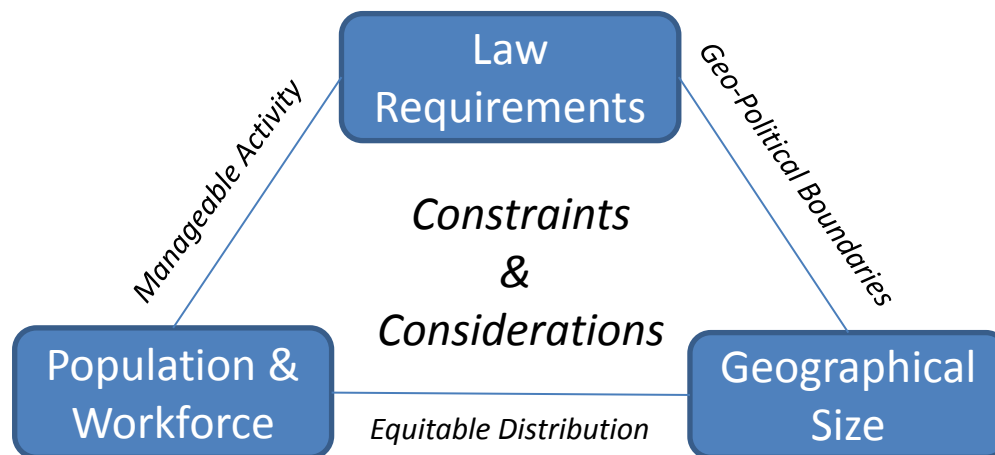 Law
Requirements
Manageable Activity
Geo-Political Boundaries
Constraints
&
Considerations
Population &
Workforce
Equitable Distribution
Geographical
Size